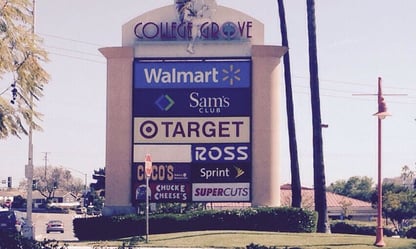 COLLEGE GROVE
Walmart
Sam's
CLUB
TARGET
ROSS
COCO'S
Sprint
CHUCK E
CHEESE'S
SUPERCUTS